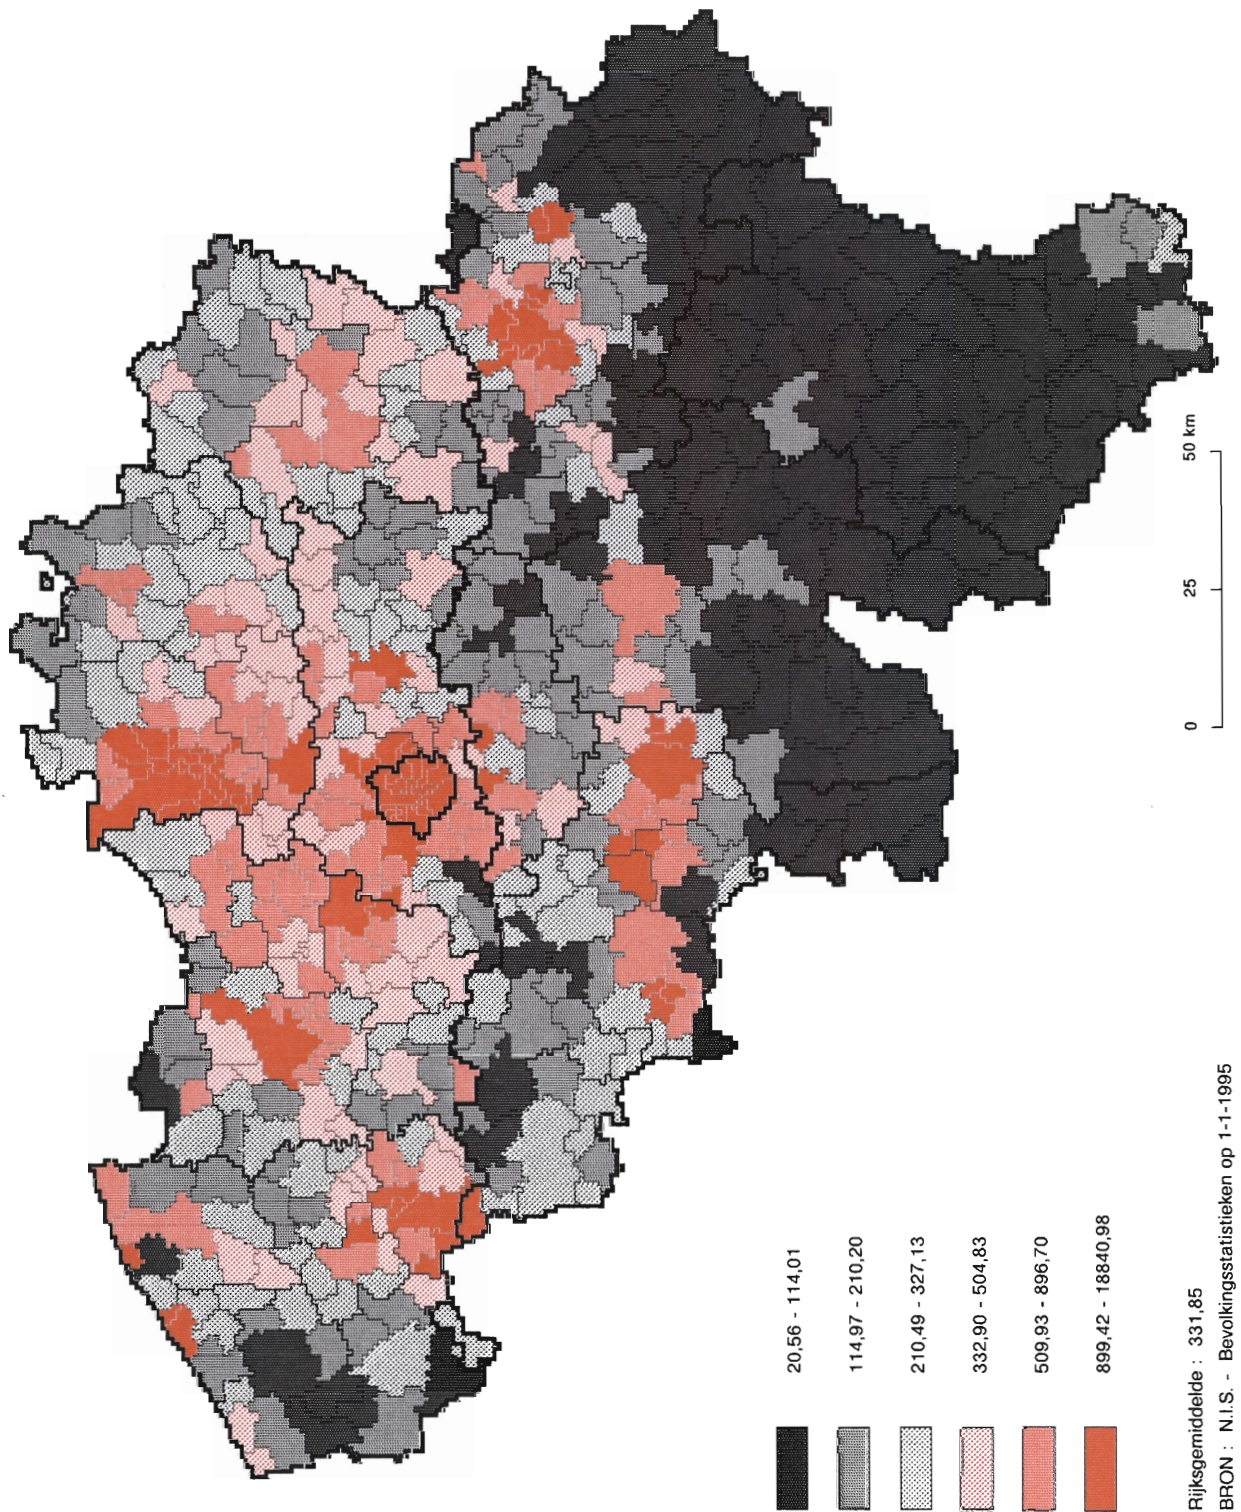 20,56 - 114,01
114,97 - 210,20
210,49 - 327,13
332,90 - 504,83
509,93 - 896,70
899,42 - 18840,98
0 25 50 km
Rijksgemiddelde : 331,85
BRON : N.I.S. - Bevolkingsstatistieken op 1-1-1995